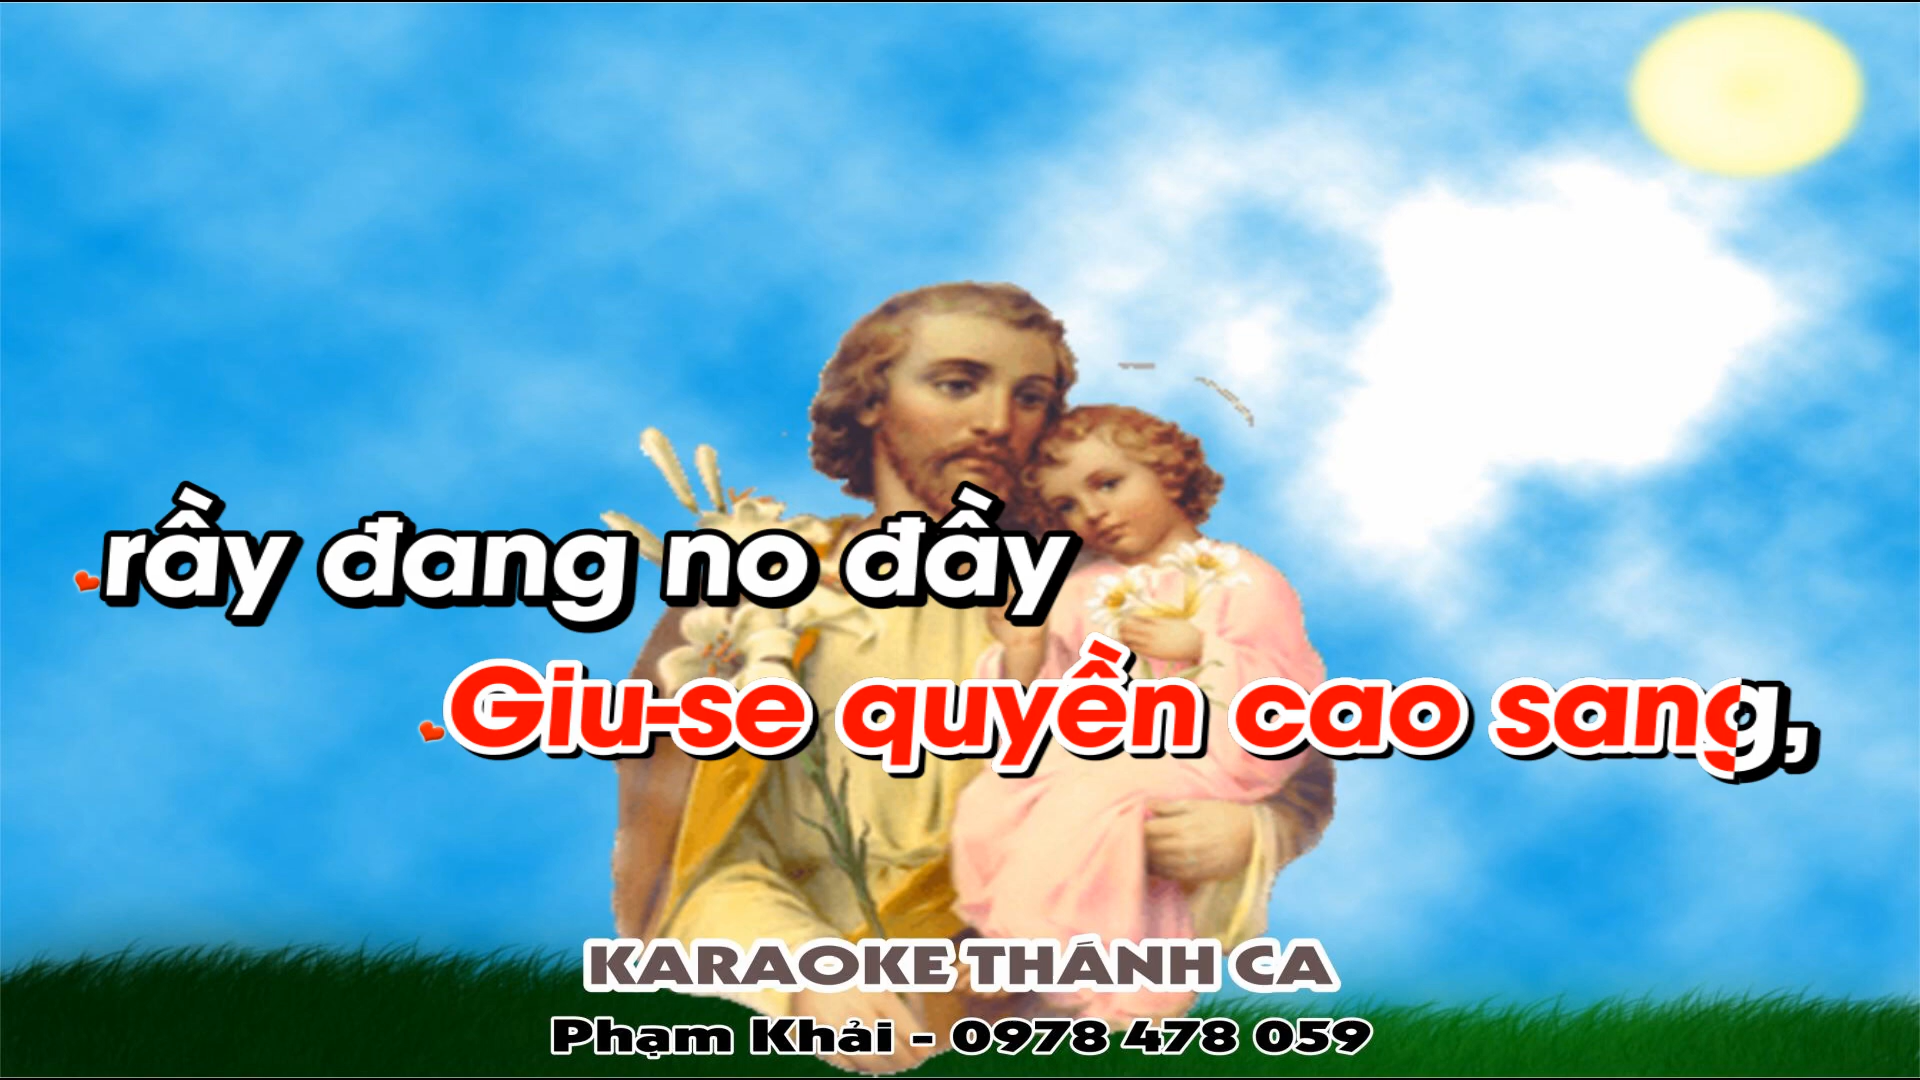 rầy đang no đầy
Giu-se quyền cao sang,
KARAOKE THÁNH CA
Phạm Khải - 0978 478 059